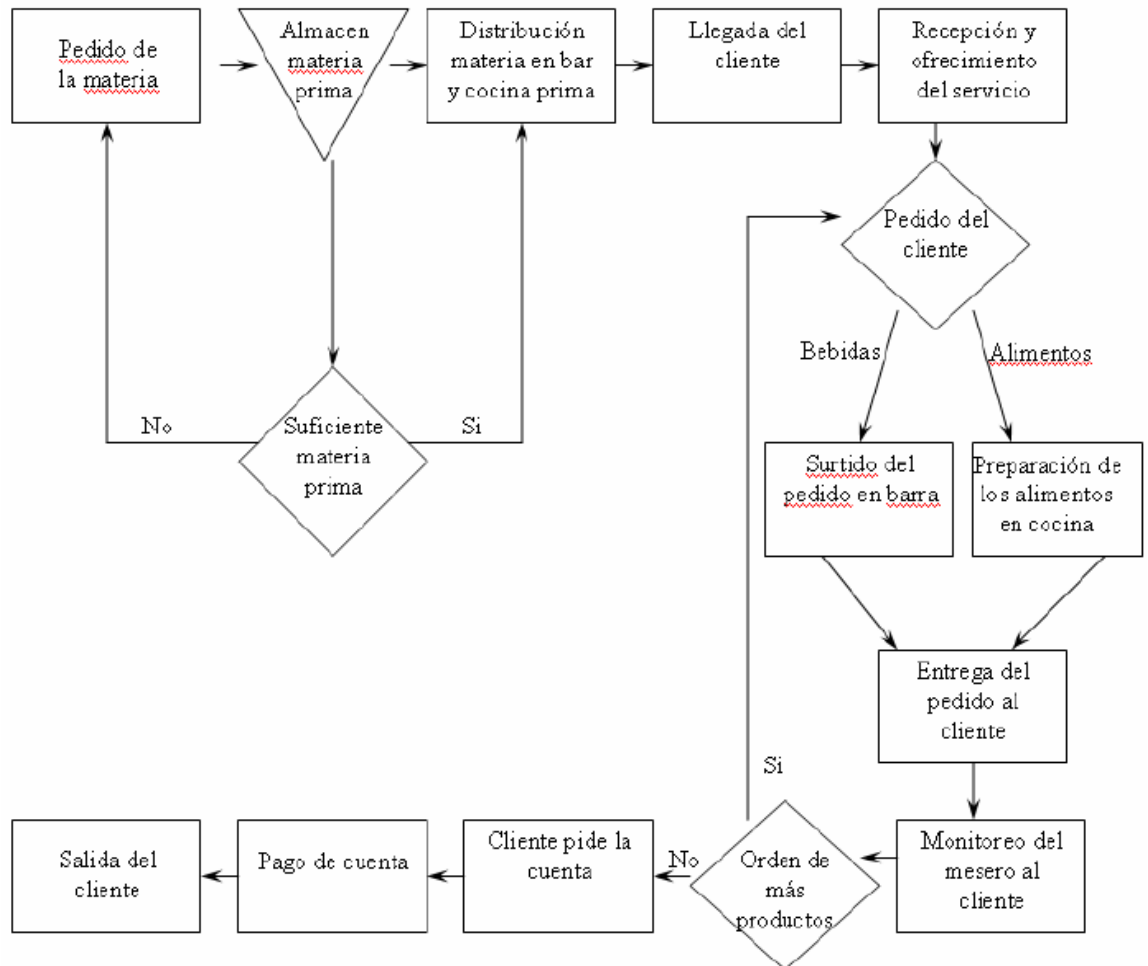 Pedido de
la materia
Almacen
materia
prima
Distribución
materia en bar
y cocina prima
Llegada del
cliente
Recepción y
ofrecimiento
del servicio
Pedido del
cliente
Bebidas
Alimentos
No
Suficiente
materia
prima
Si
Surtido del
pedido en barra
Preparación de
los alimentos
en cocina
Entrega del
pedido al
cliente
Si
Salida del
cliente
Pago de cuenta
Cliente pide la
cuenta
No
Orden de
más
productos
Monitoreo del
mesero al
cliente